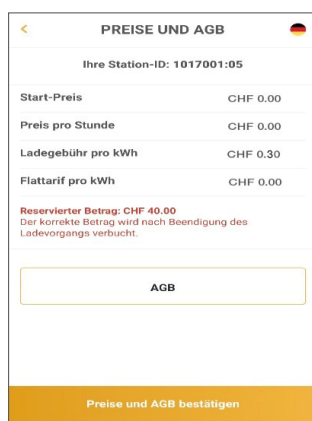 PREISE UND AGB
Ihre Station-ID: 1017001:05
Start-Preis CHF 0.00
Preis pro Stunde CHF 0.00
Ladegebühr pro kWh CHF 0.30
Flattarif pro kWh CHF 0.00
Reservierter Betrag: CHF 40.00
Der korrekte Betrag wird nach Beendigung des
Ladevorgangs verbucht.
AGB
Preise und AGB bestätigen